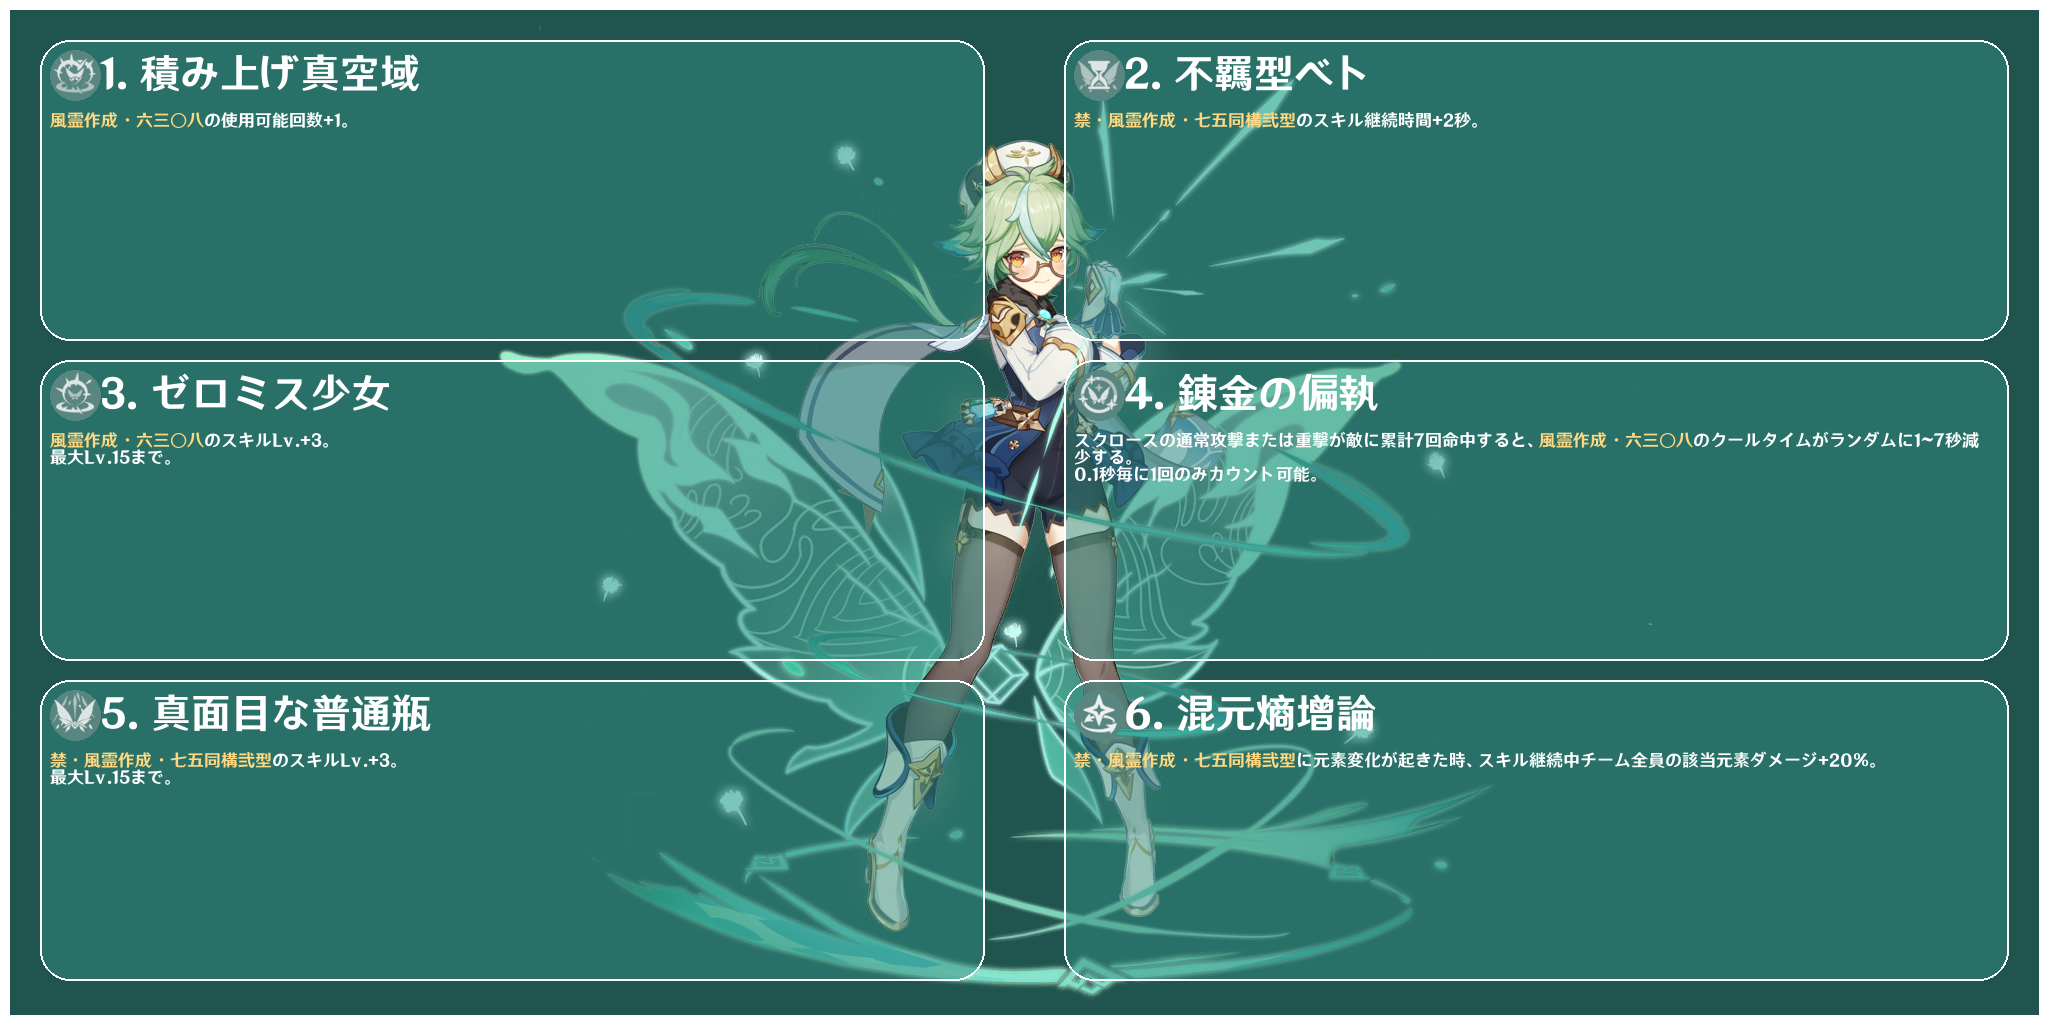 1. 積み上げ真空域
風霊作成・六三〇八の使用可能回数+1。
2. 不羈型ベト
禁・風霊作成・七五同構弐型のスキル継続時間+2秒。
3. ゼロミス少女
風霊作成・六三〇八のスキルLv.+3。
最大Lv.15まで。
4. 錬金の偏執
スクロースの通常攻撃または重撃が敵に累計7回命中すると、風霊作成・六三〇八のクールタイムがランダムに1~7秒減
少する。
0.1秒毎に1回のみカウント可能。
5. 真面目な普通瓶
禁・風霊作成・七五同構弐型のスキルLv.+3。
最大Lv.15まで。
6. 混元熵増論
禁・風霊作成・七五同構弐型に元素変化が起きた時、スキル継続中チーム全員の該当元素ダメージ+20%。